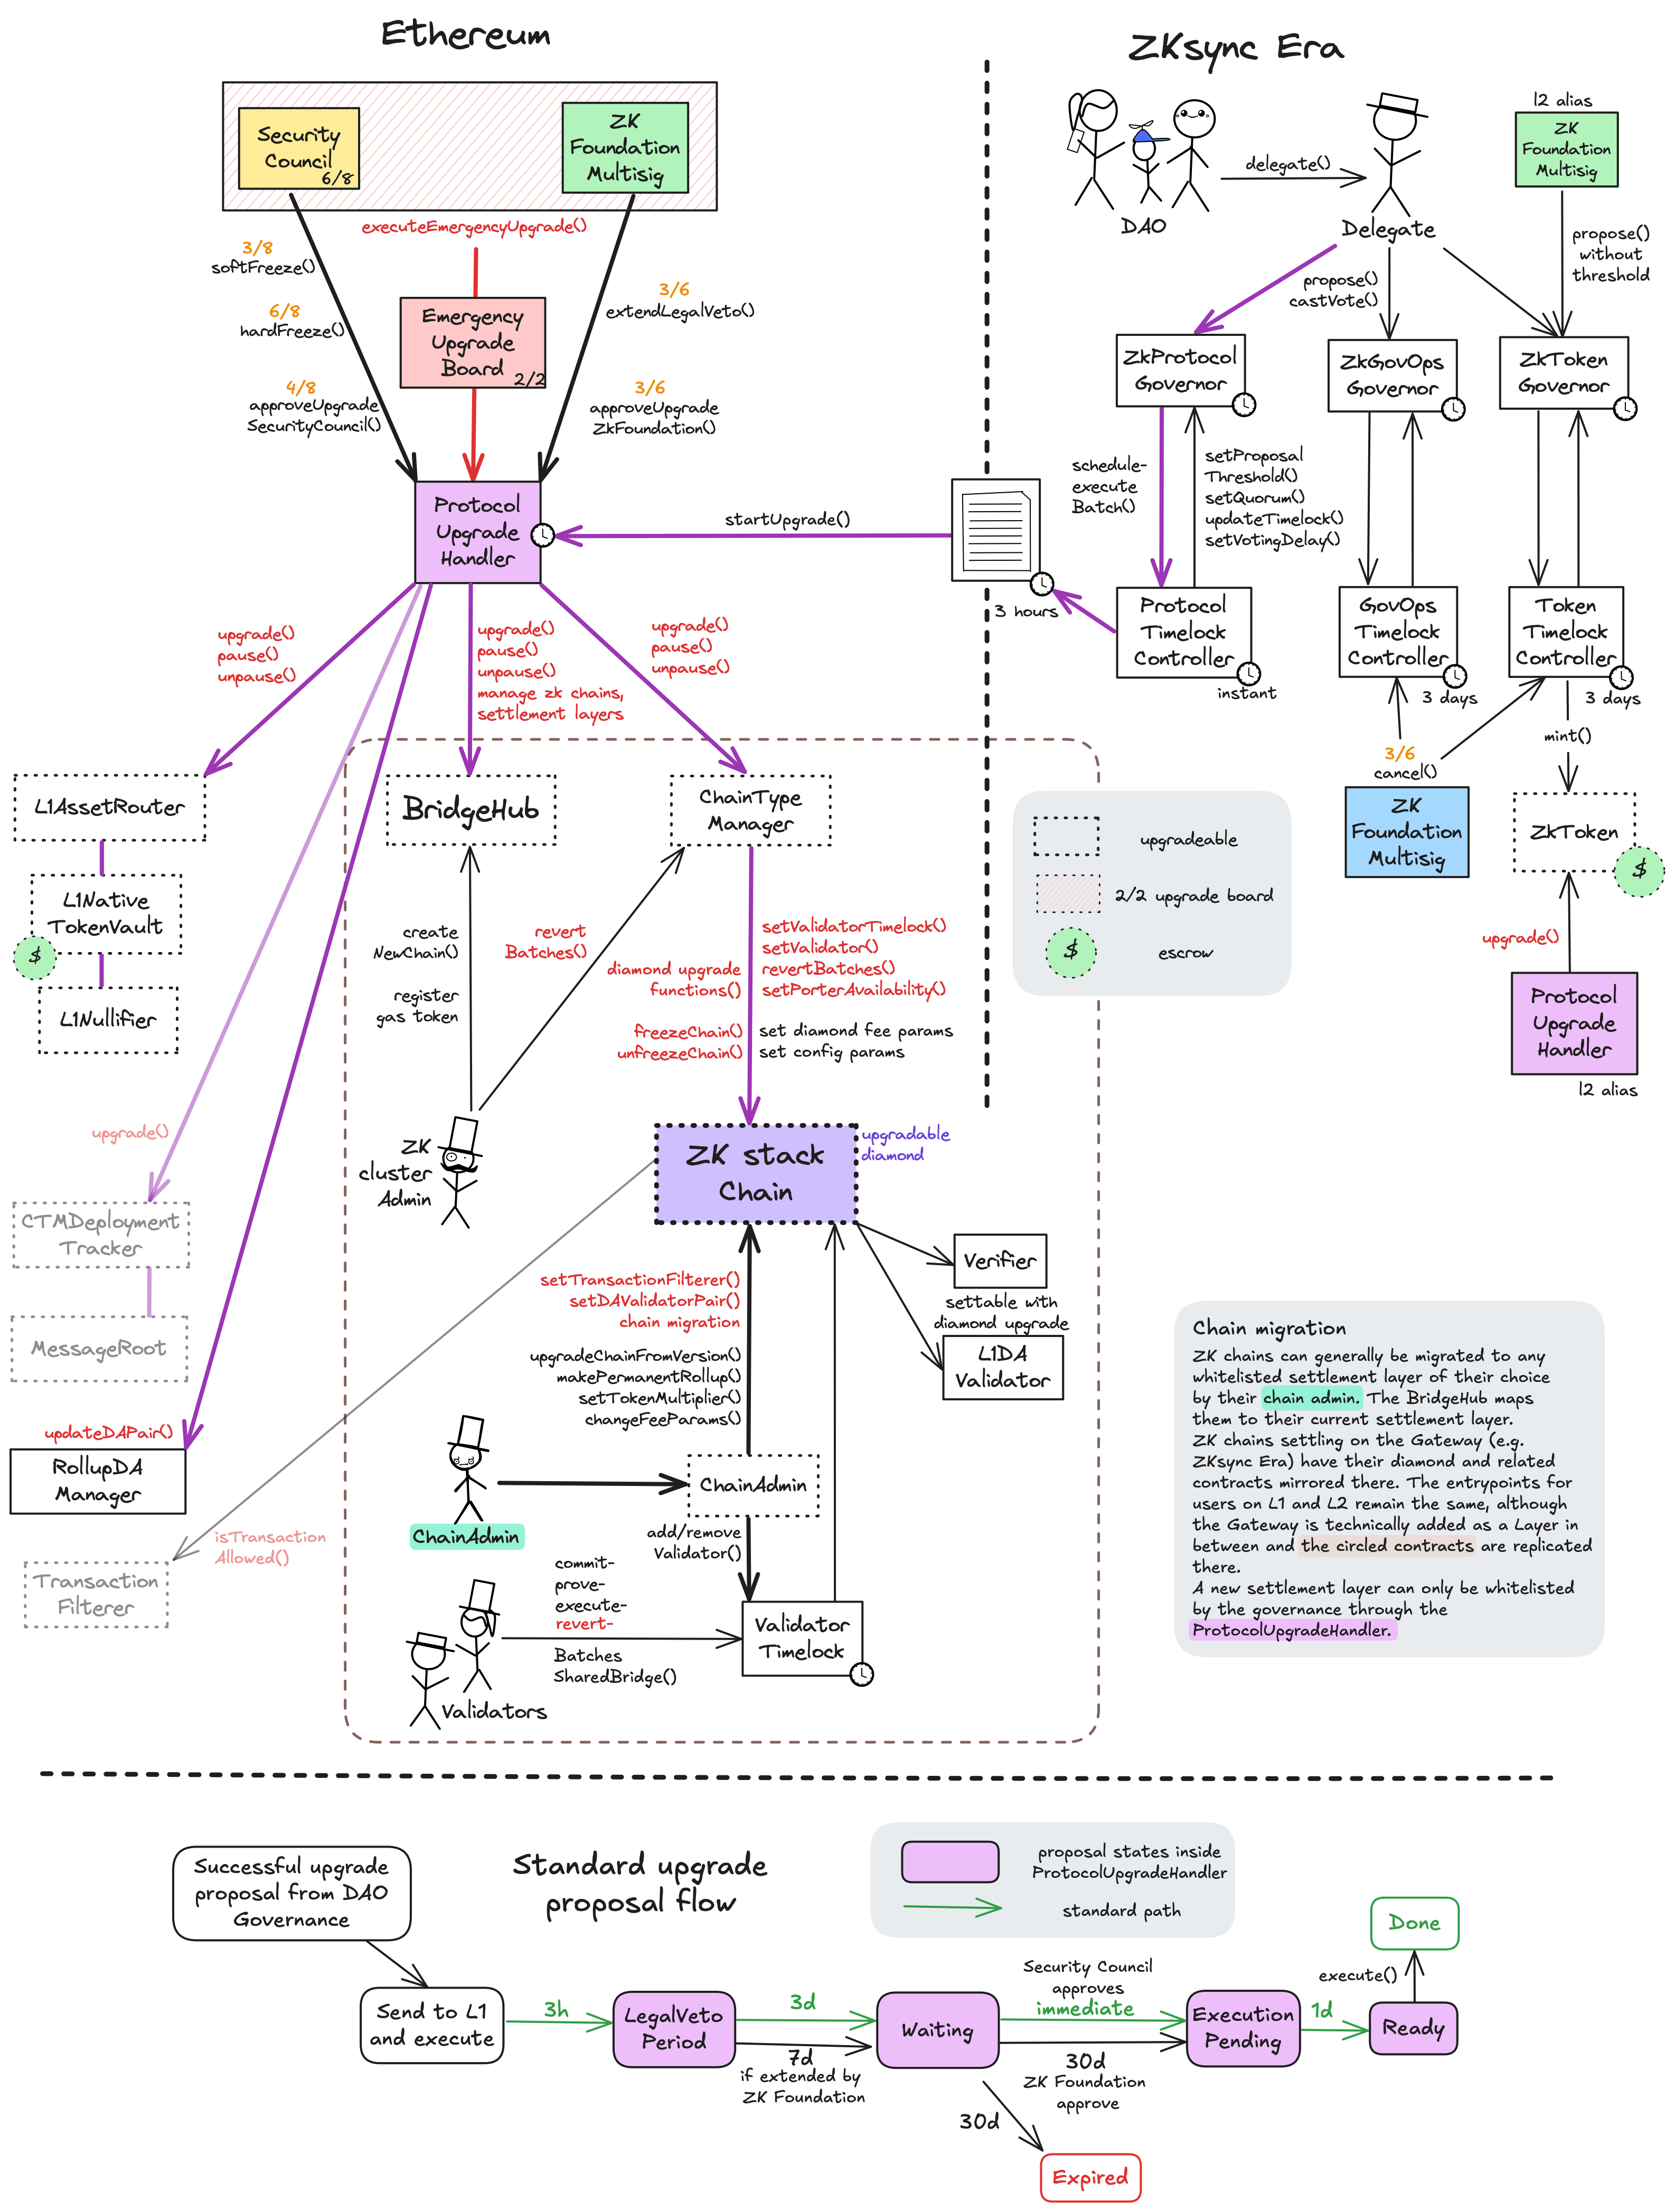 Ethereum
ZKsync Era
Security
Council
6/8
ZK
Foundation
Multisig
executeEmergencyUpgrade()
3/8
softFreeze()
6/8
hardFreeze()
4/8
approveUpgrade
SecurityCouncil()
Emergency
Upgrade
Board
2/2
3/6
extendLegalVeto()
3/6
approveUpgrade
ZkFoundation()
Protocol
Upgrade
Handler
startUpgrade()
3 hours
DAO
delegate()
Delegate
l2 alias
ZK
Foundation
Multisig
propose()
without
threshold
propose()
castVote()
ZkProtocol
Governor
ZkGovOps
Governor
ZkToken
Governor
schedule-
execute
Batch()
setProposal
Threshold()
setQuorum()
updateTimelock()
setVotingDelay()
Protocol
Timelock
Controller
instant
GovOps
Timelock
Controller
3 days
Token
Timelock
Controller
3 days
3/6
cancel()
ZK
Foundation
Multisig
mint()
ZkToken
$
upgrade()
Protocol
Upgrade
Handler
l2 alias
upgrade()
pause()
unpause()
upgrade()
pause()
unpause()
manage zk chains,
settlement layers
upgrade()
pause()
unpause()
L1AssetRouter
L1Native
TokenVault
$
L1Nullifier
BridgeHub
ChainType
Manager
upgradeable
2/2 upgrade board
$
escrow
create
NewChain()
register
gas token
revert
Batches()
diamond upgrade
functions()
freezeChain()
unfreezeChain()
setValidatorTimelock()
setValidator()
revertBatches()
setPorterAvailability()
set diamond fee params
set config params
upgrade()
CTMDeployment
Tracker
MessageRoot
updateDAPair()
RollupDA
Manager
isTransaction
Allowed()
Transaction
Filterer
ZK
cluster
Admin
ZK stack
Chain
upgradable
diamond
Verifier
settable with
diamond upgrade
L1DA
Validator
setTransactionFilterer()
setDAValidatorPair()
chain migration
upgradeChainFromVersion()
makePermanentRollup()
setTokenMultiplier()
changeFeeParams()
ChainAdmin
ChainAdmin
add/remove
Validator()
commit-
prove-
execute-
revert-
Batches
SharedBridge()
Validator
Timelock
Validators
Chain migration
ZK chains can generally be migrated to any
whitelisted settlement layer of their choice
by their chain admin. The BridgeHub maps
them to their current settlement layer.
ZK chains settling on the Gateway (e.g.
ZKsync Era) have their diamond and related
contracts mirrored there. The entrypoints for
users on L1 and L2 remain the same, although
the Gateway is technically added as a Layer in
between and the circled contracts are replicated
there.
A new settlement layer can only be whitelisted
by the governance through the
ProtocolUpgradeHandler.
Successful upgrade
proposal from DAO
Governance
Standard upgrade
proposal flow
proposal states inside
ProtocolUpgradeHandler
standard path
Send to L1
and execute
3h
LegalVeto
Period
3d
7d
if extended by
ZK Foundation
Waiting
Security Council
approves
immediate
30d
ZK Foundation
approve
30d
Expired
Execution
Pending
1d
Ready
execute()
Done